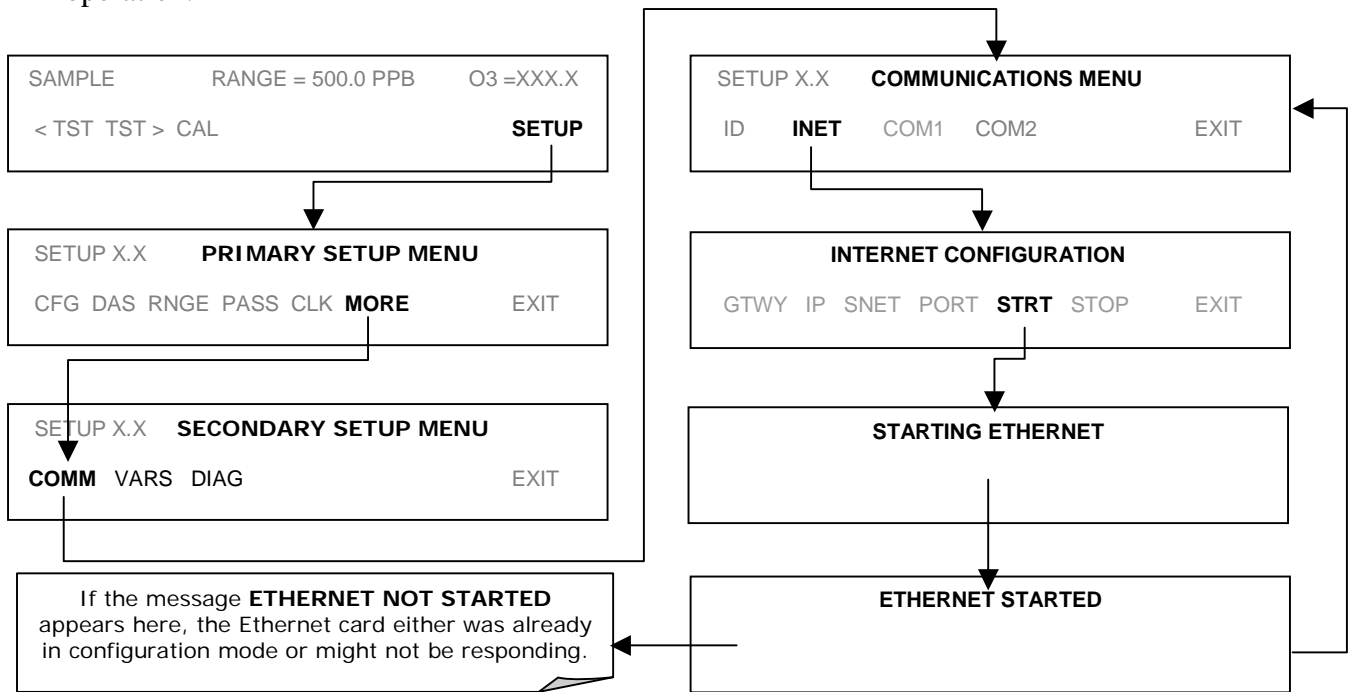 SAMPLE RANGE = 500.0 PPB O3 =XXX.X
< TST TST > CAL SETUP
SETUP X.X PRIMARY SETUP MENU
CFG DAS RNGE PASS CLK MORE EXIT
SETUP X.X SECONDARY SETUP MENU
COMM VARS DIAG EXIT
If the message ETHERNET NOT STARTED
appears here, the Ethernet card either was already
in configuration mode or might not be responding.
SETUP X.X COMMUNICATIONS MENU
ID INET COM1 COM2 EXIT
INTERNET CONFIGURATION
GTWY IP SNET PORT STRT STOP EXIT
STARTING ETHERNET
ETHERNET STARTED